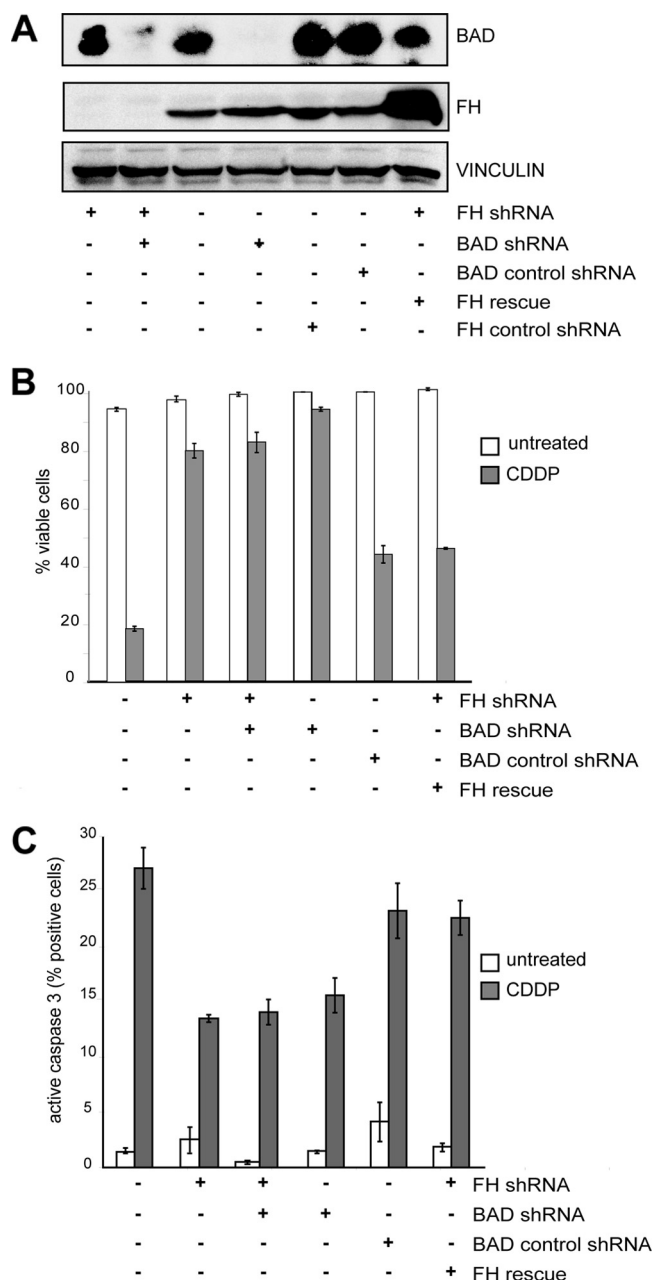 A
BAD
FH
VINCULIN
+ + - - - - + FH shRNA
- + - + - - - BAD shRNA
- - - - - + - BAD control shRNA
- - - - - - + FH rescue
- - - - + - - FH control shRNA
B
% viable cells
100
80
60
40
20
0
untreated
CDDP
- + + - - + FH shRNA
- - + + - - BAD shRNA
- - - - + - BAD control shRNA
- - - - - + FH rescue
C
active caspase 3 (% positive cells)
30
25
20
15
10
5
0
untreated
CDDP
- + + - - + FH shRNA
- - + + - - BAD shRNA
- - - - + - BAD control shRNA
- - - - - + FH rescue